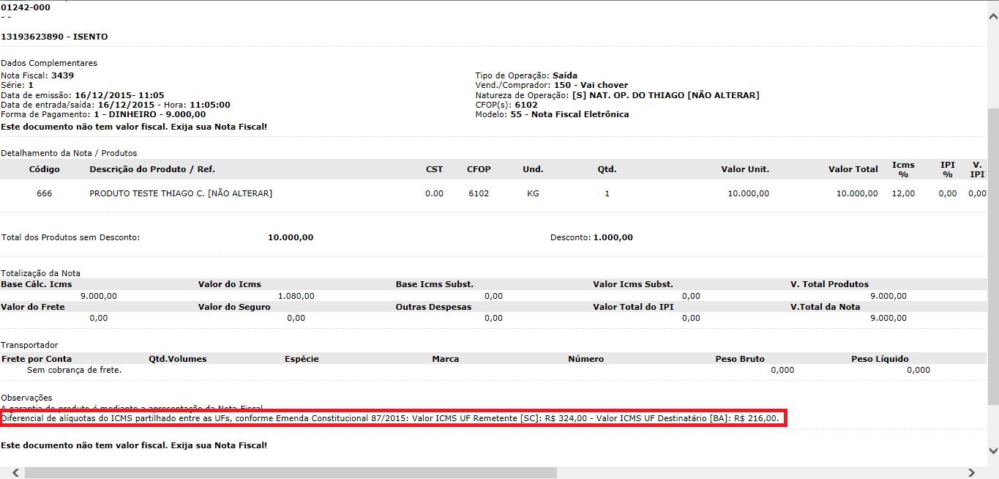 01242-000
- -
13193623890 - ISENTO
Dados Complementares
Nota Fiscal: 3439
Série: 1
Data de emissão: 16/12/2015- 11:05
Data de entrada/saída: 16/12/2015 - Hora: 11:05:00
Forma de Pagamento: 1 - DINHEIRO - 9.000,00
Este documento não tem valor fiscal. Exija sua Nota Fiscal!
Tipo de Operação: Saída
Vend./Comprador: 150 - Vai chover
Natureza de Operação: [S] NAT. OP. DO THIAGO [NÃO ALTERAR]
CFOP(s): 6102
Modelo: 55 - Nota Fiscal Eletrônica
Detalhamento da Nota / Produtos
Código Descrição do Produto / Ref. CST CFOP Und. Qtd. Valor Unit. Valor Total Icms % IPI % V. IPI
666 PRODUTO TESTE THIAGO C. [NÃO ALTERAR] 0.00 6102 KG 1 10.000,00 10.000,00 12,00 0,00 0,00
Total dos Produtos sem Desconto: 10.000,00 Desconto: 1.000,00
Totalização da Nota
Base Cálc. Icms Valor do Icms Base Icms Subst. Valor Icms Subst. V. Total Produtos
9.000,00 1.080,00 0,00 0,00 9.000,00
Valor do Frete Valor do Seguro Outras Despesas Valor Total do IPI V.Total da Nota
0,00 0,00 0,00 0,00 9.000,00
Transportador
Frete por Conta Qtd.Volumes Espécie Marca Número Peso Bruto Peso Líquido
Sem cobrança de frete. 0,000 0,000
Observações
A garantia do produto é mediante a apresentação da Nota Fiscal
Diferencial de alíquotas do ICMS partilhado entre as UFs, conforme Emenda Constitucional 87/2015: Valor ICMS UF Remetente [SC]: R$ 324,00 - Valor ICMS UF Destinatário [BA]: R$ 216,00.
Este documento não tem valor fiscal. Exija sua Nota Fiscal!